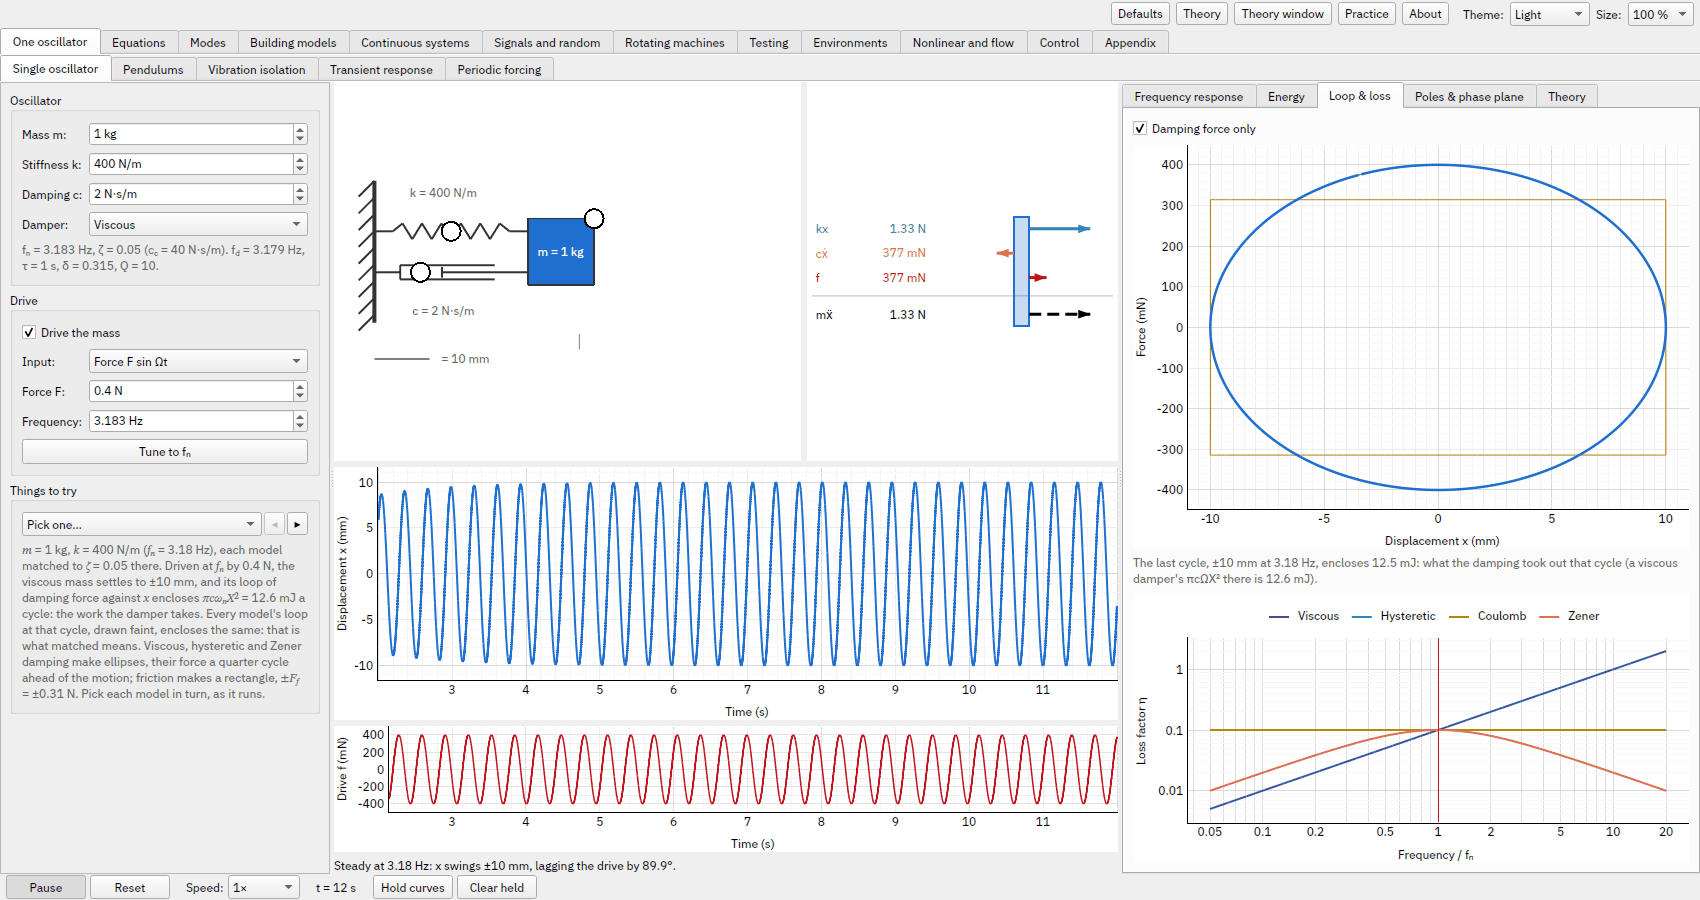 Defaults
Theory
Theory window
Practice
About
Theme:
Light
Size:
100 %
One oscillator
Equations
Modes
Building models
Continuous systems
Signals and random
Rotating machines
Testing
Environments
Nonlinear and flow
Control
Appendix
Single oscillator
Pendulums
Vibration isolation
Transient response
Periodic forcing
Oscillator
Mass m:
1 kg
Stiffness k:
400 N/m
Damping c:
2 N·s/m
Damper:
Viscous
fₙ = 3.183 Hz, ζ = 0.05 (c꜀ = 40 N·s/m). f_d = 3.179 Hz,
τ = 1 s, δ = 0.315, Q = 10.
Drive
Drive the mass
Input:
Force F sin Ωt
Force F:
0.4 N
Frequency:
3.183 Hz
Tune to fₙ
Things to try
Pick one...
m = 1 kg, k = 400 N/m (fₙ = 3.18 Hz), each model
matched to ζ = 0.05 there. Driven at fₙ by 0.4 N, the
viscous mass settles to ±10 mm, and its loop of
damping force against x encloses πcωₙX² = 12.6 mJ a
cycle: the work the damper takes. Every model's loop
at that cycle, drawn faint, encloses the same: that is
what matched means. Viscous, hysteretic and Zener
damping make ellipses, their force a quarter cycle
ahead of the motion; friction makes a rectangle, ±F_f
= ±0.31 N. Pick each model in turn, as it runs.
k = 400 N/m
m = 1 kg
c = 2 N·s/m
= 10 mm
kx 1.33 N
cẋ 377 mN
f 377 mN
mẍ 1.33 N
Displacement x (mm)
10
5
0
-5
-10
3 4 5 6 7 8 9 10 11
Time (s)
Drive f (mN)
400
200
0
-200
-400
3 4 5 6 7 8 9 10 11
Time (s)
Steady at 3.18 Hz: x swings ±10 mm, lagging the drive by 89.9°.
Frequency response
Energy
Loop & loss
Poles & phase plane
Theory
Damping force only
Force (mN)
400
300
200
100
0
-100
-200
-300
-400
-10 -5 0 5 10
Displacement x (mm)
The last cycle, ±10 mm at 3.18 Hz, encloses 12.5 mJ: what the damping took out that cycle (a viscous
damper's πcΩX² there is 12.6 mJ).
Viscous
Hysteretic
Coulomb
Zener
Loss factor η
1
0.1
0.01
0.05 0.1 0.2 0.5 1 2 5 10 20
Frequency / fₙ
Pause
Reset
Speed:
1×
t = 12 s
Hold curves
Clear held